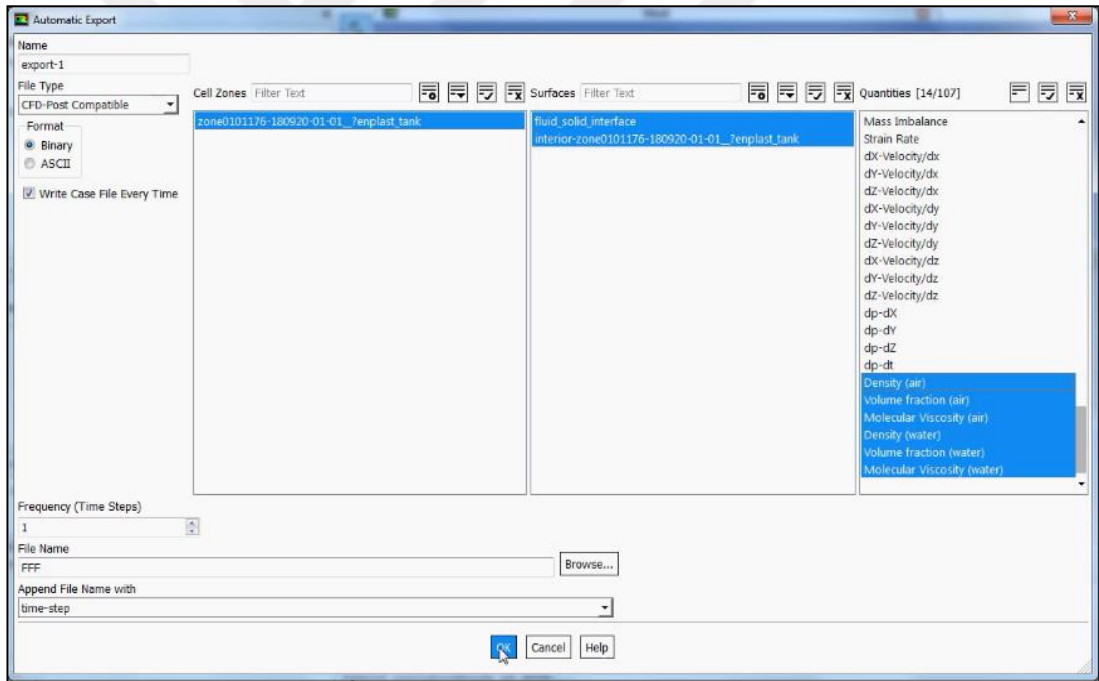 Automatic Export
Name
export-1
File Type
CFD-Post Compatible
Format
Binary
ASCII
Write Case File Every Time
Cell Zones Filter Text
zone0101176-180920-01-01_?enplast_tank
Surfaces Filter Text
fluid_solid_interface
interior-zone0101176-180920-01-01_?enplast_tank
Quantities [14/107]
Mass Imbalance
Strain Rate
dX-Velocity/dx
dY-Velocity/dx
dZ-Velocity/dx
dX-Velocity/dy
dY-Velocity/dy
dZ-Velocity/dy
dX-Velocity/dz
dY-Velocity/dz
dZ-Velocity/dz
dp-dX
dp-dY
dp-dZ
dp-dt
Density (air)
Volume fraction (air)
Molecular Viscosity (air)
Density (water)
Volume fraction (water)
Molecular Viscosity (water)
Frequency (Time Steps)
1
File Name
FFF
Browse...
Append File Name with
time-step
OK Cancel Help